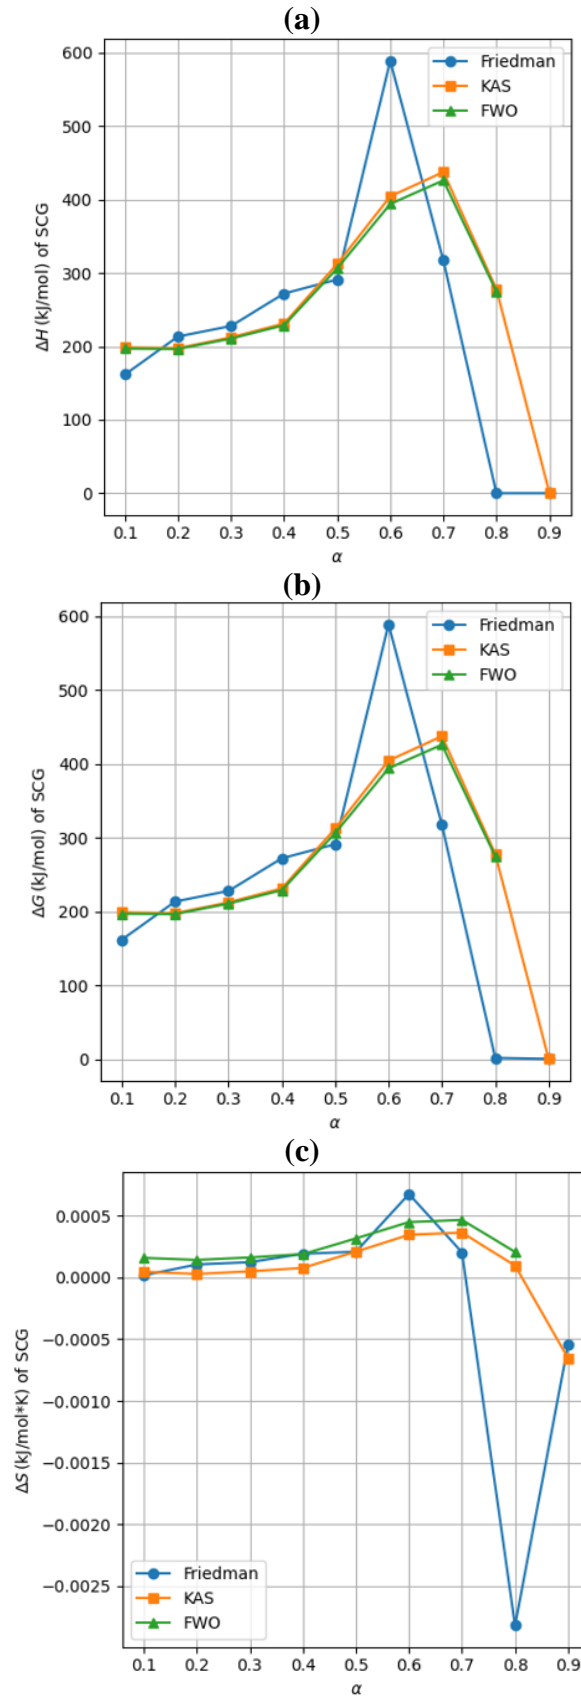 (a)
600
500
400
300
200
100
0
ΔH (kJ/mol) of SCG
Friedman
KAS
FWO
0.1 0.2 0.3 0.4 0.5 0.6 0.7 0.8 0.9
α
(b)
600
500
400
300
200
100
0
ΔG (kJ/mol) of SCG
Friedman
KAS
FWO
0.1 0.2 0.3 0.4 0.5 0.6 0.7 0.8 0.9
α
(c)
0.0005
0.0000
−0.0005
−0.0010
−0.0015
−0.0020
−0.0025
ΔS (kJ/mol*K) of SCG
Friedman
KAS
FWO
0.1 0.2 0.3 0.4 0.5 0.6 0.7 0.8 0.9
α